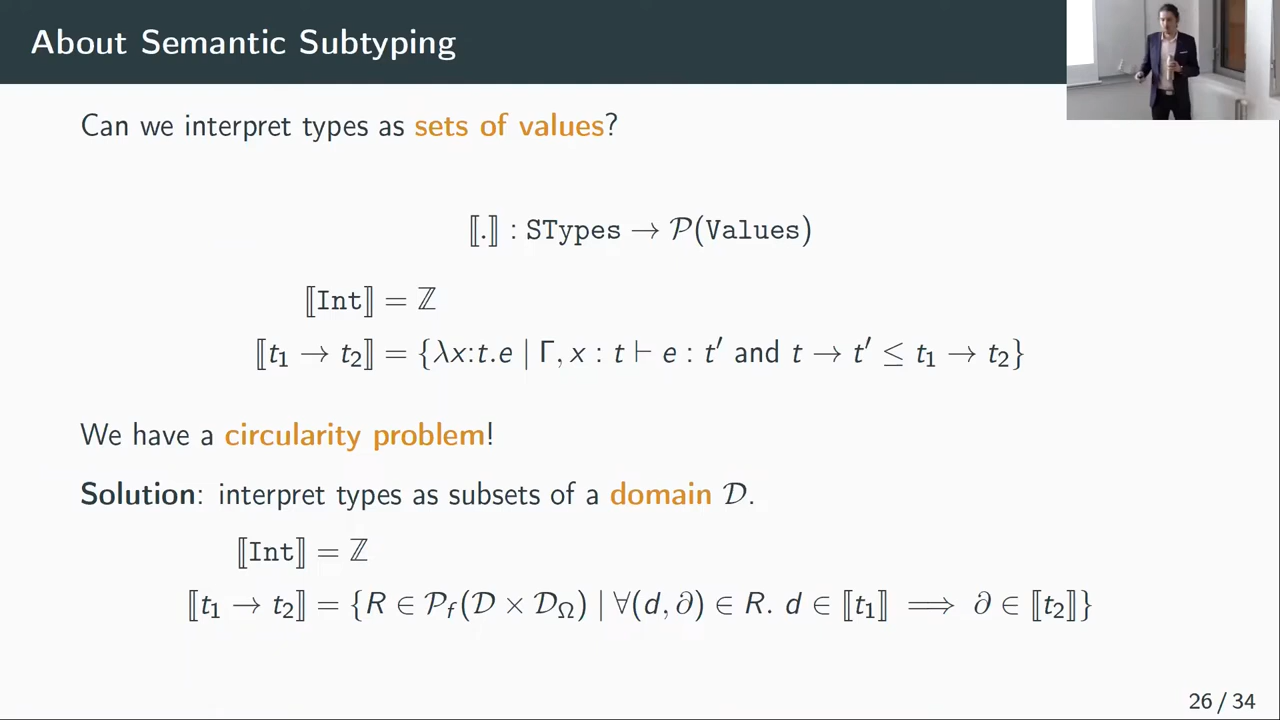 About Semantic Subtyping
Can we interpret types as sets of values?
⟦.⟧ : STypes → 𝒫(Values)
⟦Int⟧ = ℤ
⟦t₁ → t₂⟧ = {λx:t.e | Γ, x : t ⊢ e : t′ and t → t′ ≤ t₁ → t₂}
We have a circularity problem!
Solution: interpret types as subsets of a domain 𝒟.
⟦Int⟧ = ℤ
⟦t₁ → t₂⟧ = {R ∈ 𝒫_f(𝒟 × 𝒟_Ω) | ∀(d, ∂) ∈ R. d ∈ ⟦t₁⟧ ⟹ ∂ ∈ ⟦t₂⟧}
26 / 34